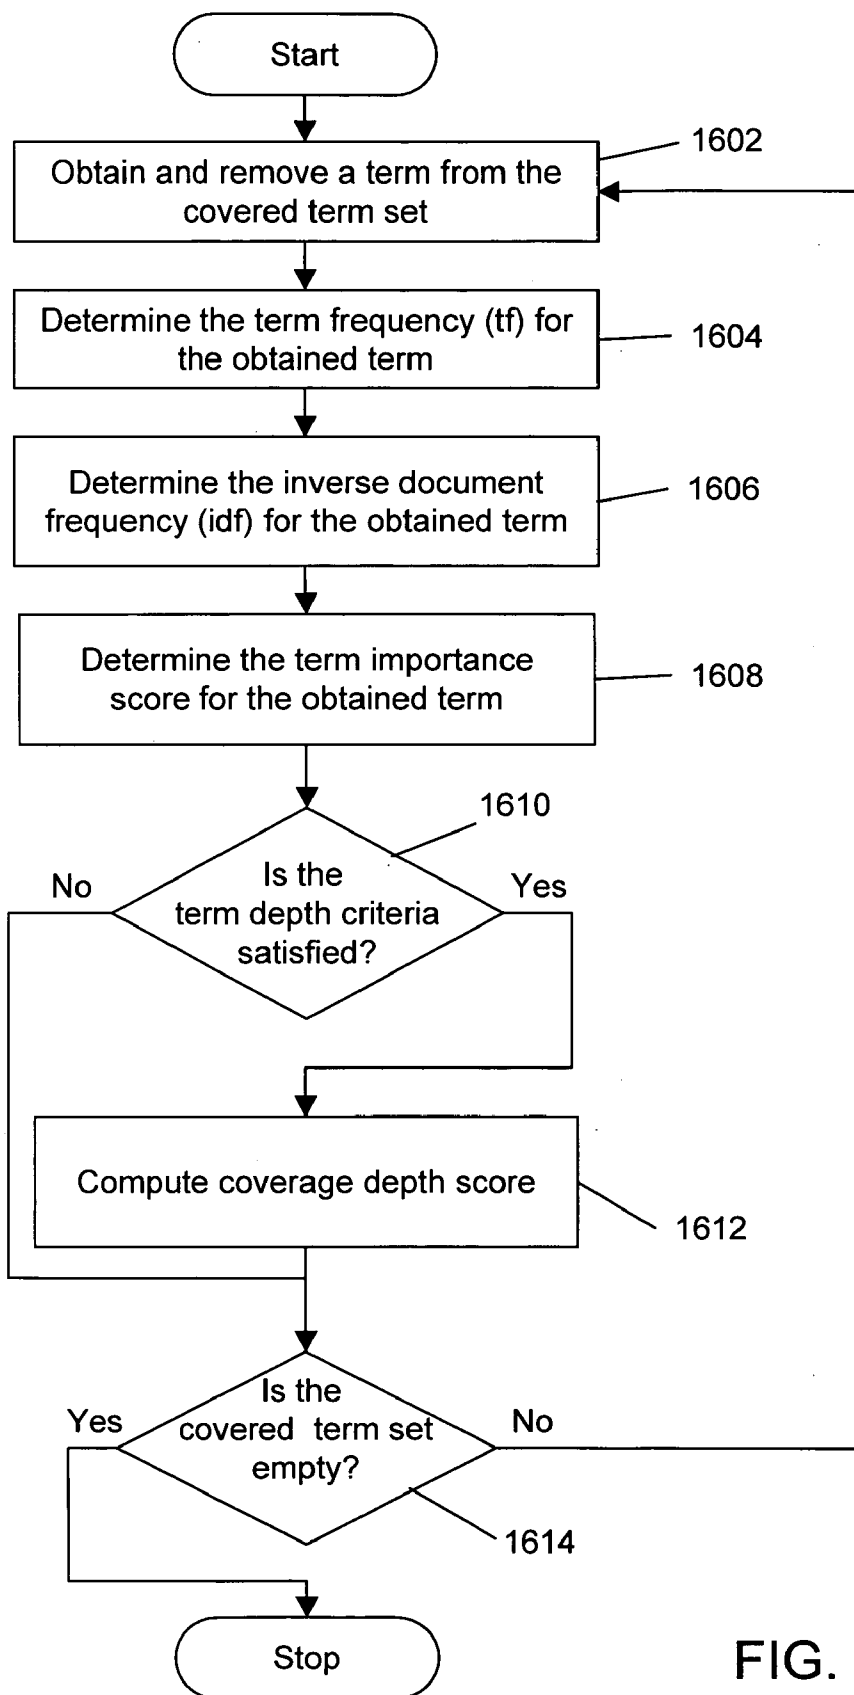 Start
1602
Obtain and remove a term from the
covered term set
Determine the term frequency (tf) for
the obtained term
1604
Determine the inverse document
frequency (idf) for the obtained term
1606
Determine the term importance
score for the obtained term
1608
1610
No
Is the
term depth criteria
satisfied?
Yes
Compute coverage depth score
1612
Yes
Is the
covered term set
empty?
No
1614
Stop
FIG.